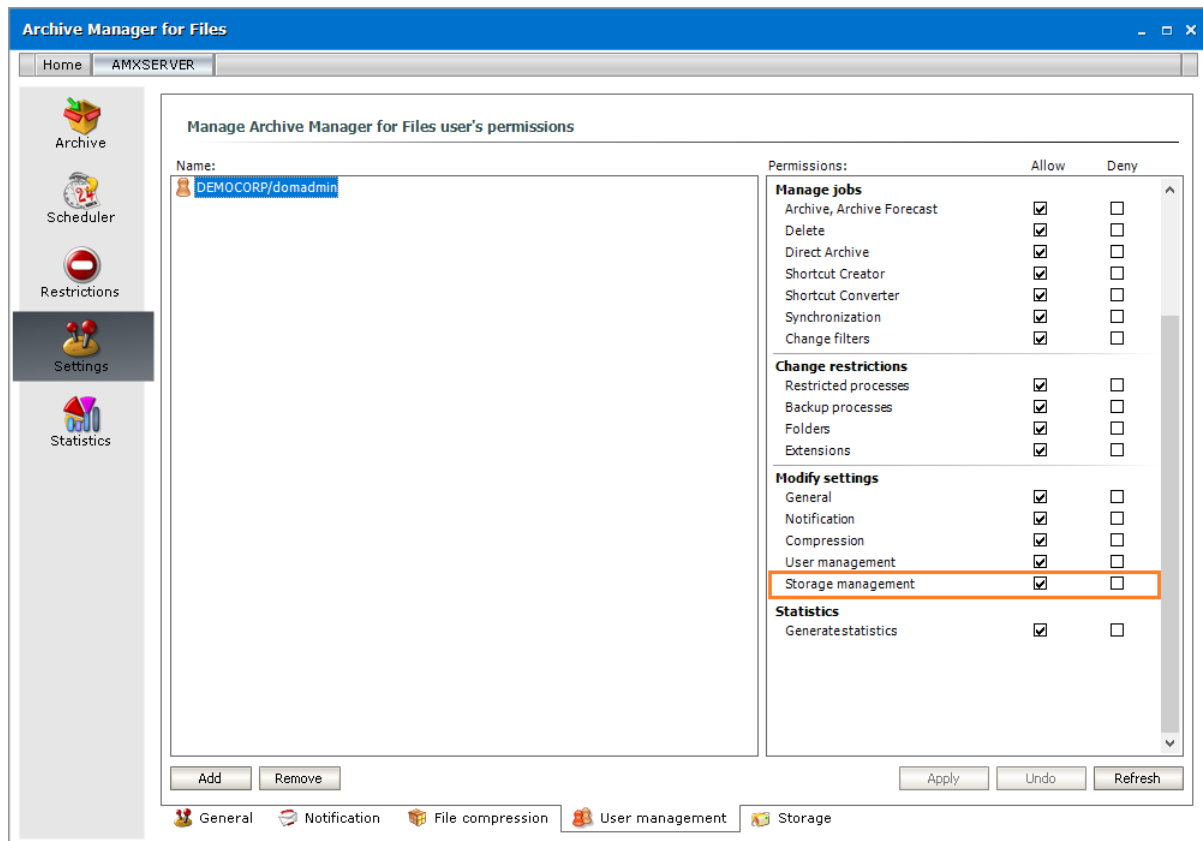 Archive Manager for Files
Home AMXSERVER
Archive
Scheduler
Restrictions
Settings
Statistics
Manage Archive Manager for Files user's permissions
Name:
DEMOCORP/domadmin
Permissions: Allow Deny
Manage jobs
Archive, Archive Forecast
Delete
Direct Archive
Shortcut Creator
Shortcut Converter
Synchronization
Change filters
Change restrictions
Restricted processes
Backup processes
Folders
Extensions
Modify settings
General
Notification
Compression
User management
Storage management
Statistics
Generatestatistics
Add Remove Apply Undo Refresh
General Notification File compression User management Storage